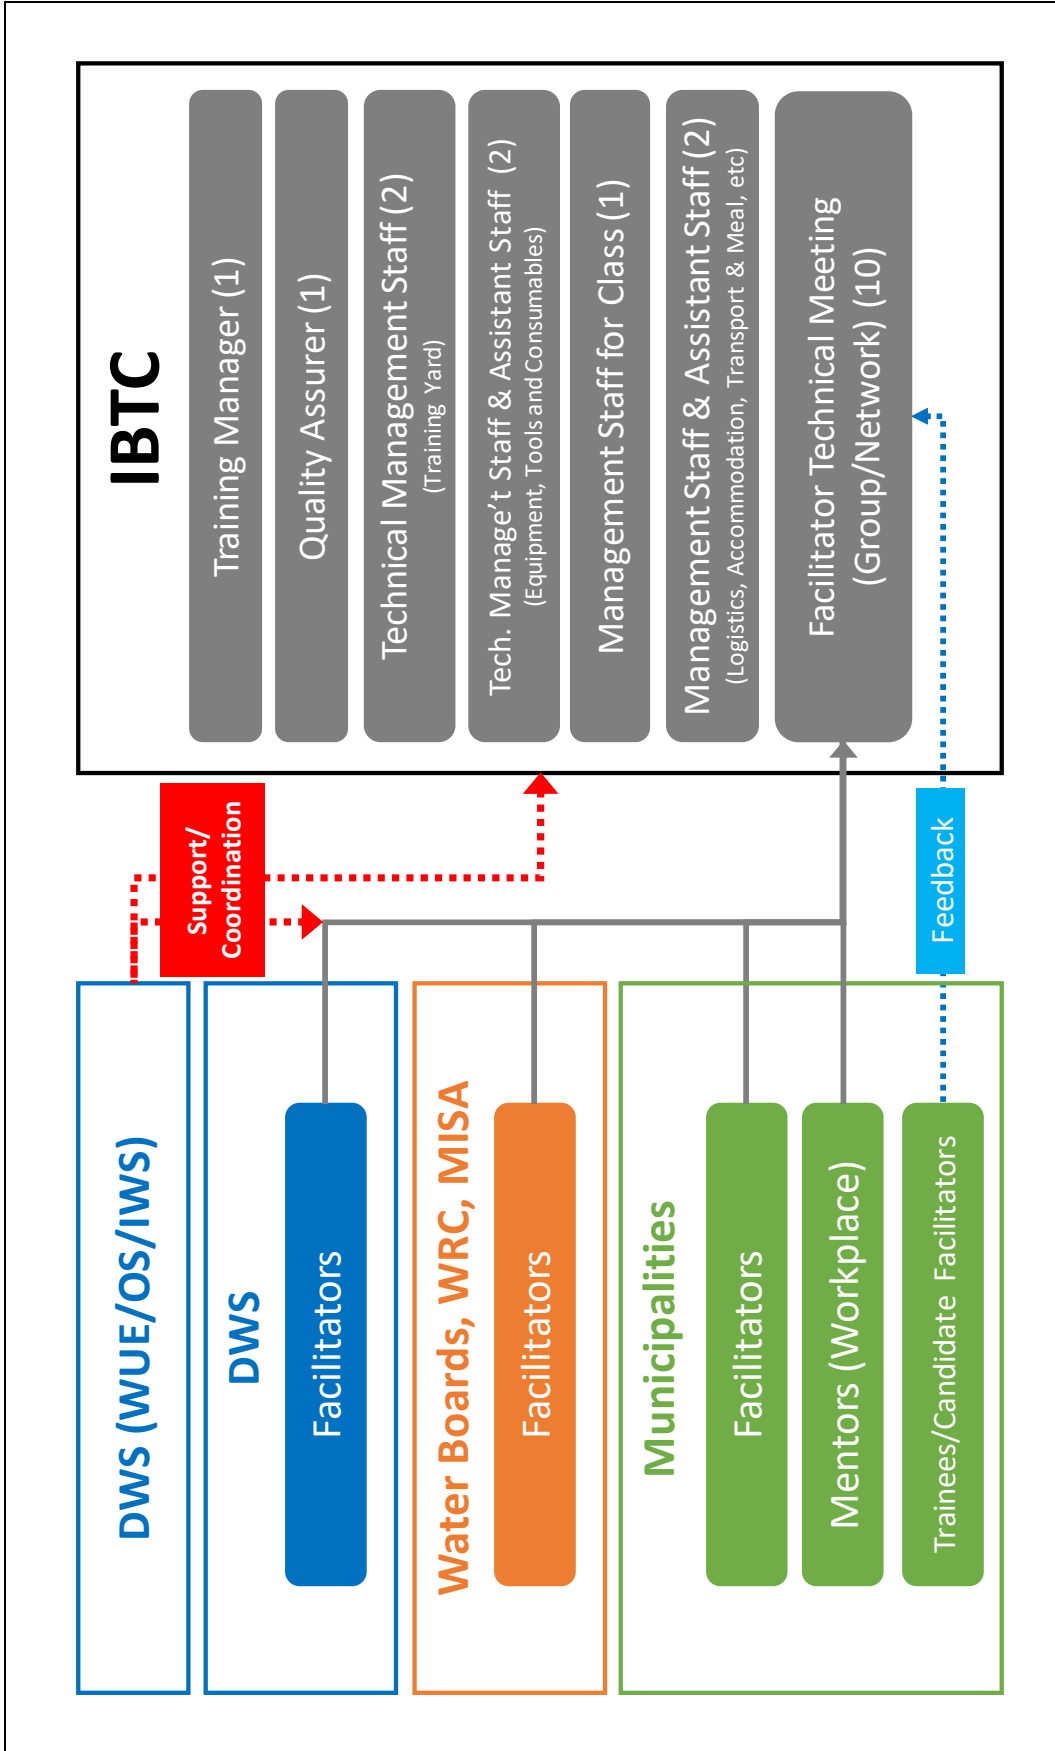 DWS (WUE/OS/IWS)
DWS
Facilitators
Water Boards, WRC, MISA
Facilitators
Municipalities
Facilitators
Mentors (Workplace)
Trainees/Candidate Facilitators
Support/
Coordination
Feedback
IBTC
Training Manager (1)
Quality Assurer (1)
Technical Management Staff (2)
(Training Yard)
Tech. Manage’t Staff & Assistant Staff (2)
(Equipment, Tools and Consumables)
Management Staff for Class (1)
Management Staff & Assistant Staff (2)
(Logistics, Accommodation, Transport & Meal, etc)
Facilitator Technical Meeting
(Group/Network) (10)